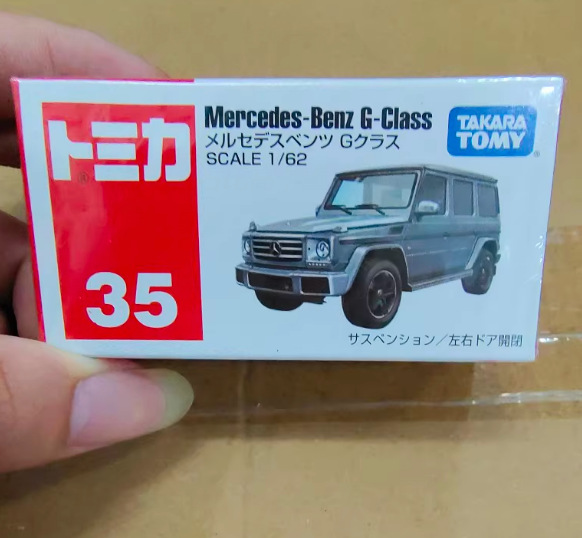 トミカ
®
35
Mercedes-Benz G-Class
メルセデスベンツ Gクラス
SCALE 1/62
TAKARA
TOMY
®
サスペンション／左右ドア開閉